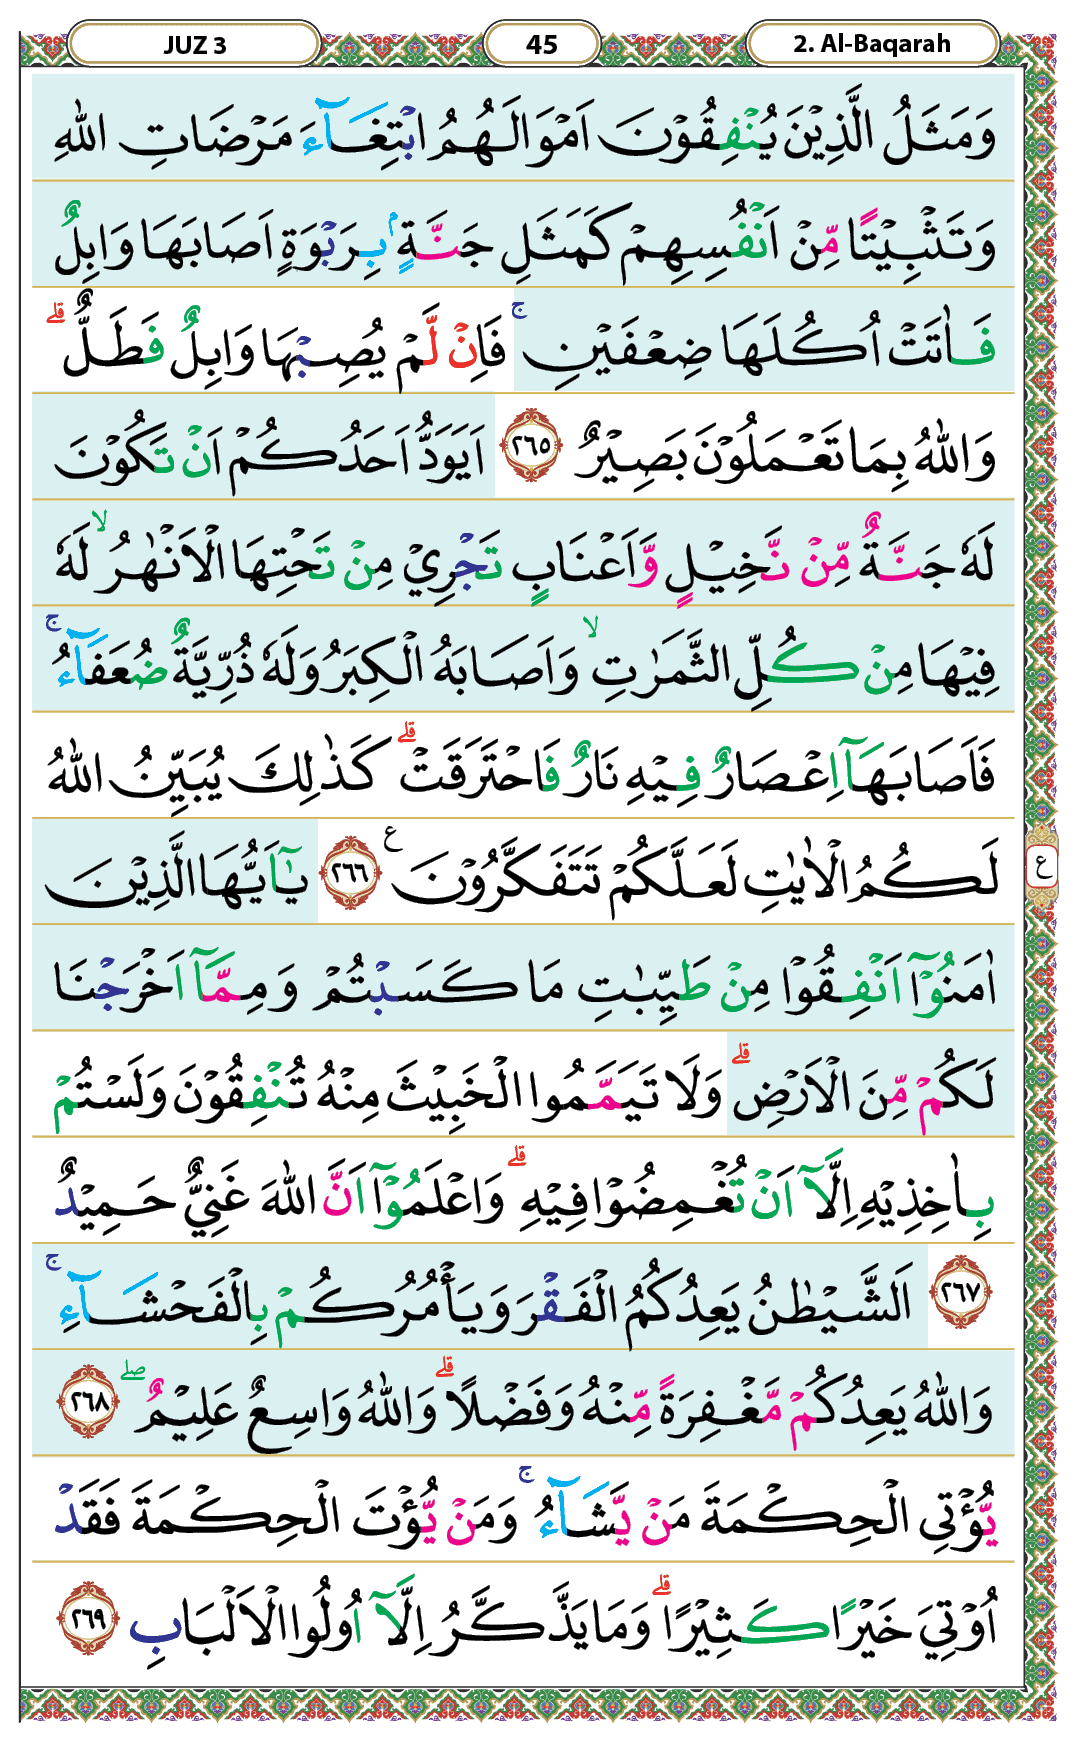 JUZ 3 45 2. Al-Baqarah
وَمَثَلُ الَّذِيْنَ يُنْفِقُوْنَ اَمْوَالَهُمُ ابْتِغَآءَ مَرْضَاتِ اللّٰهِ
وَتَثْبِيْتًا مِّنْ اَنْفُسِهِمْ كَمَثَلِ جَنَّةٍۢ بِرَبْوَةٍ اَصَابَهَا وَابِلٌ
فَاٰتَتْ اُكُلَهَا ضِعْفَيْنِۚ فَاِنْ لَّمْ يُصِبْهَا وَابِلٌ فَطَلٌّۗ
وَاللّٰهُ بِمَا تَعْمَلُوْنَ بَصِيْرٌ ٢٦٥ اَيَوَدُّ اَحَدُكُمْ اَنْ تَكُوْنَ
لَهٗ جَنَّةٌ مِّنْ نَّخِيْلٍ وَّاَعْنَابٍ تَجْرِيْ مِنْ تَحْتِهَا الْاَنْهٰرُۙ لَهٗ
فِيْهَا مِنْ كُلِّ الثَّمَرٰتِۙ وَاَصَابَهُ الْكِبَرُ وَلَهٗ ذُرِّيَّةٌ ضُعَفَآءُۚ
فَاَصَابَهَآ اِعْصَارٌ فِيْهِ نَارٌ فَاحْتَرَقَتْۗ كَذٰلِكَ يُبَيِّنُ اللّٰهُ
لَكُمُ الْاٰيٰتِ لَعَلَّكُمْ تَتَفَكَّرُوْنَ ع ٢٦٦ يٰٓاَيُّهَا الَّذِيْنَ
ع
اٰمَنُوْٓا اَنْفِقُوْا مِنْ طَيِّبٰتِ مَا كَسَبْتُمْ وَمِمَّآ اَخْرَجْنَا
لَكُمْ مِّنَ الْاَرْضِۗ وَلَا تَيَمَّمُوا الْخَبِيْثَ مِنْهُ تُنْفِقُوْنَ وَلَسْتُمْ
بِاٰخِذِيْهِ اِلَّآ اَنْ تُغْمِضُوْا فِيْهِۗ وَاعْلَمُوْٓا اَنَّ اللّٰهَ غَنِيٌّ حَمِيْدٌ
٢٦٧ اَلشَّيْطٰنُ يَعِدُكُمُ الْفَقْرَ وَيَأْمُرُكُمْ بِالْفَحْشَآءِۚ
وَاللّٰهُ يَعِدُكُمْ مَّغْفِرَةً مِّنْهُ وَفَضْلًاۗ وَاللّٰهُ وَاسِعٌ عَلِيْمٌۖ ٢٦٨
يُّؤْتِى الْحِكْمَةَ مَنْ يَّشَآءُۚ وَمَنْ يُّؤْتَ الْحِكْمَةَ فَقَدْ
اُوْتِيَ خَيْرًا كَثِيْرًاۗ وَمَا يَذَّكَّرُ اِلَّآ اُولُوا الْاَلْبَابِ ٢٦٩